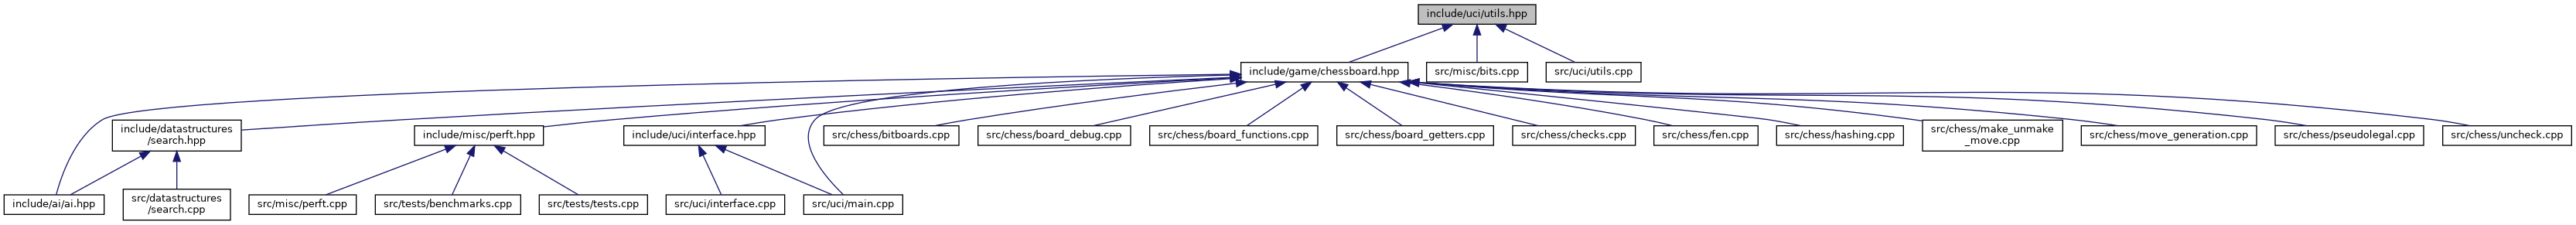 include/uci/utils.hpp
include/game/chessboard.hpp
src/misc/bits.cpp
src/uci/utils.cpp
include/datastructures
/search.hpp
include/misc/perft.hpp
include/uci/interface.hpp
src/chess/bitboards.cpp
src/chess/board_debug.cpp
src/chess/board_functions.cpp
src/chess/board_getters.cpp
src/chess/checks.cpp
src/chess/fen.cpp
src/chess/hashing.cpp
src/chess/make_unmake
_move.cpp
src/chess/move_generation.cpp
src/chess/pseudolegal.cpp
src/chess/uncheck.cpp
include/ai/ai.hpp
src/datastructures
/search.cpp
src/misc/perft.cpp
src/tests/benchmarks.cpp
src/tests/tests.cpp
src/uci/interface.cpp
src/uci/main.cpp